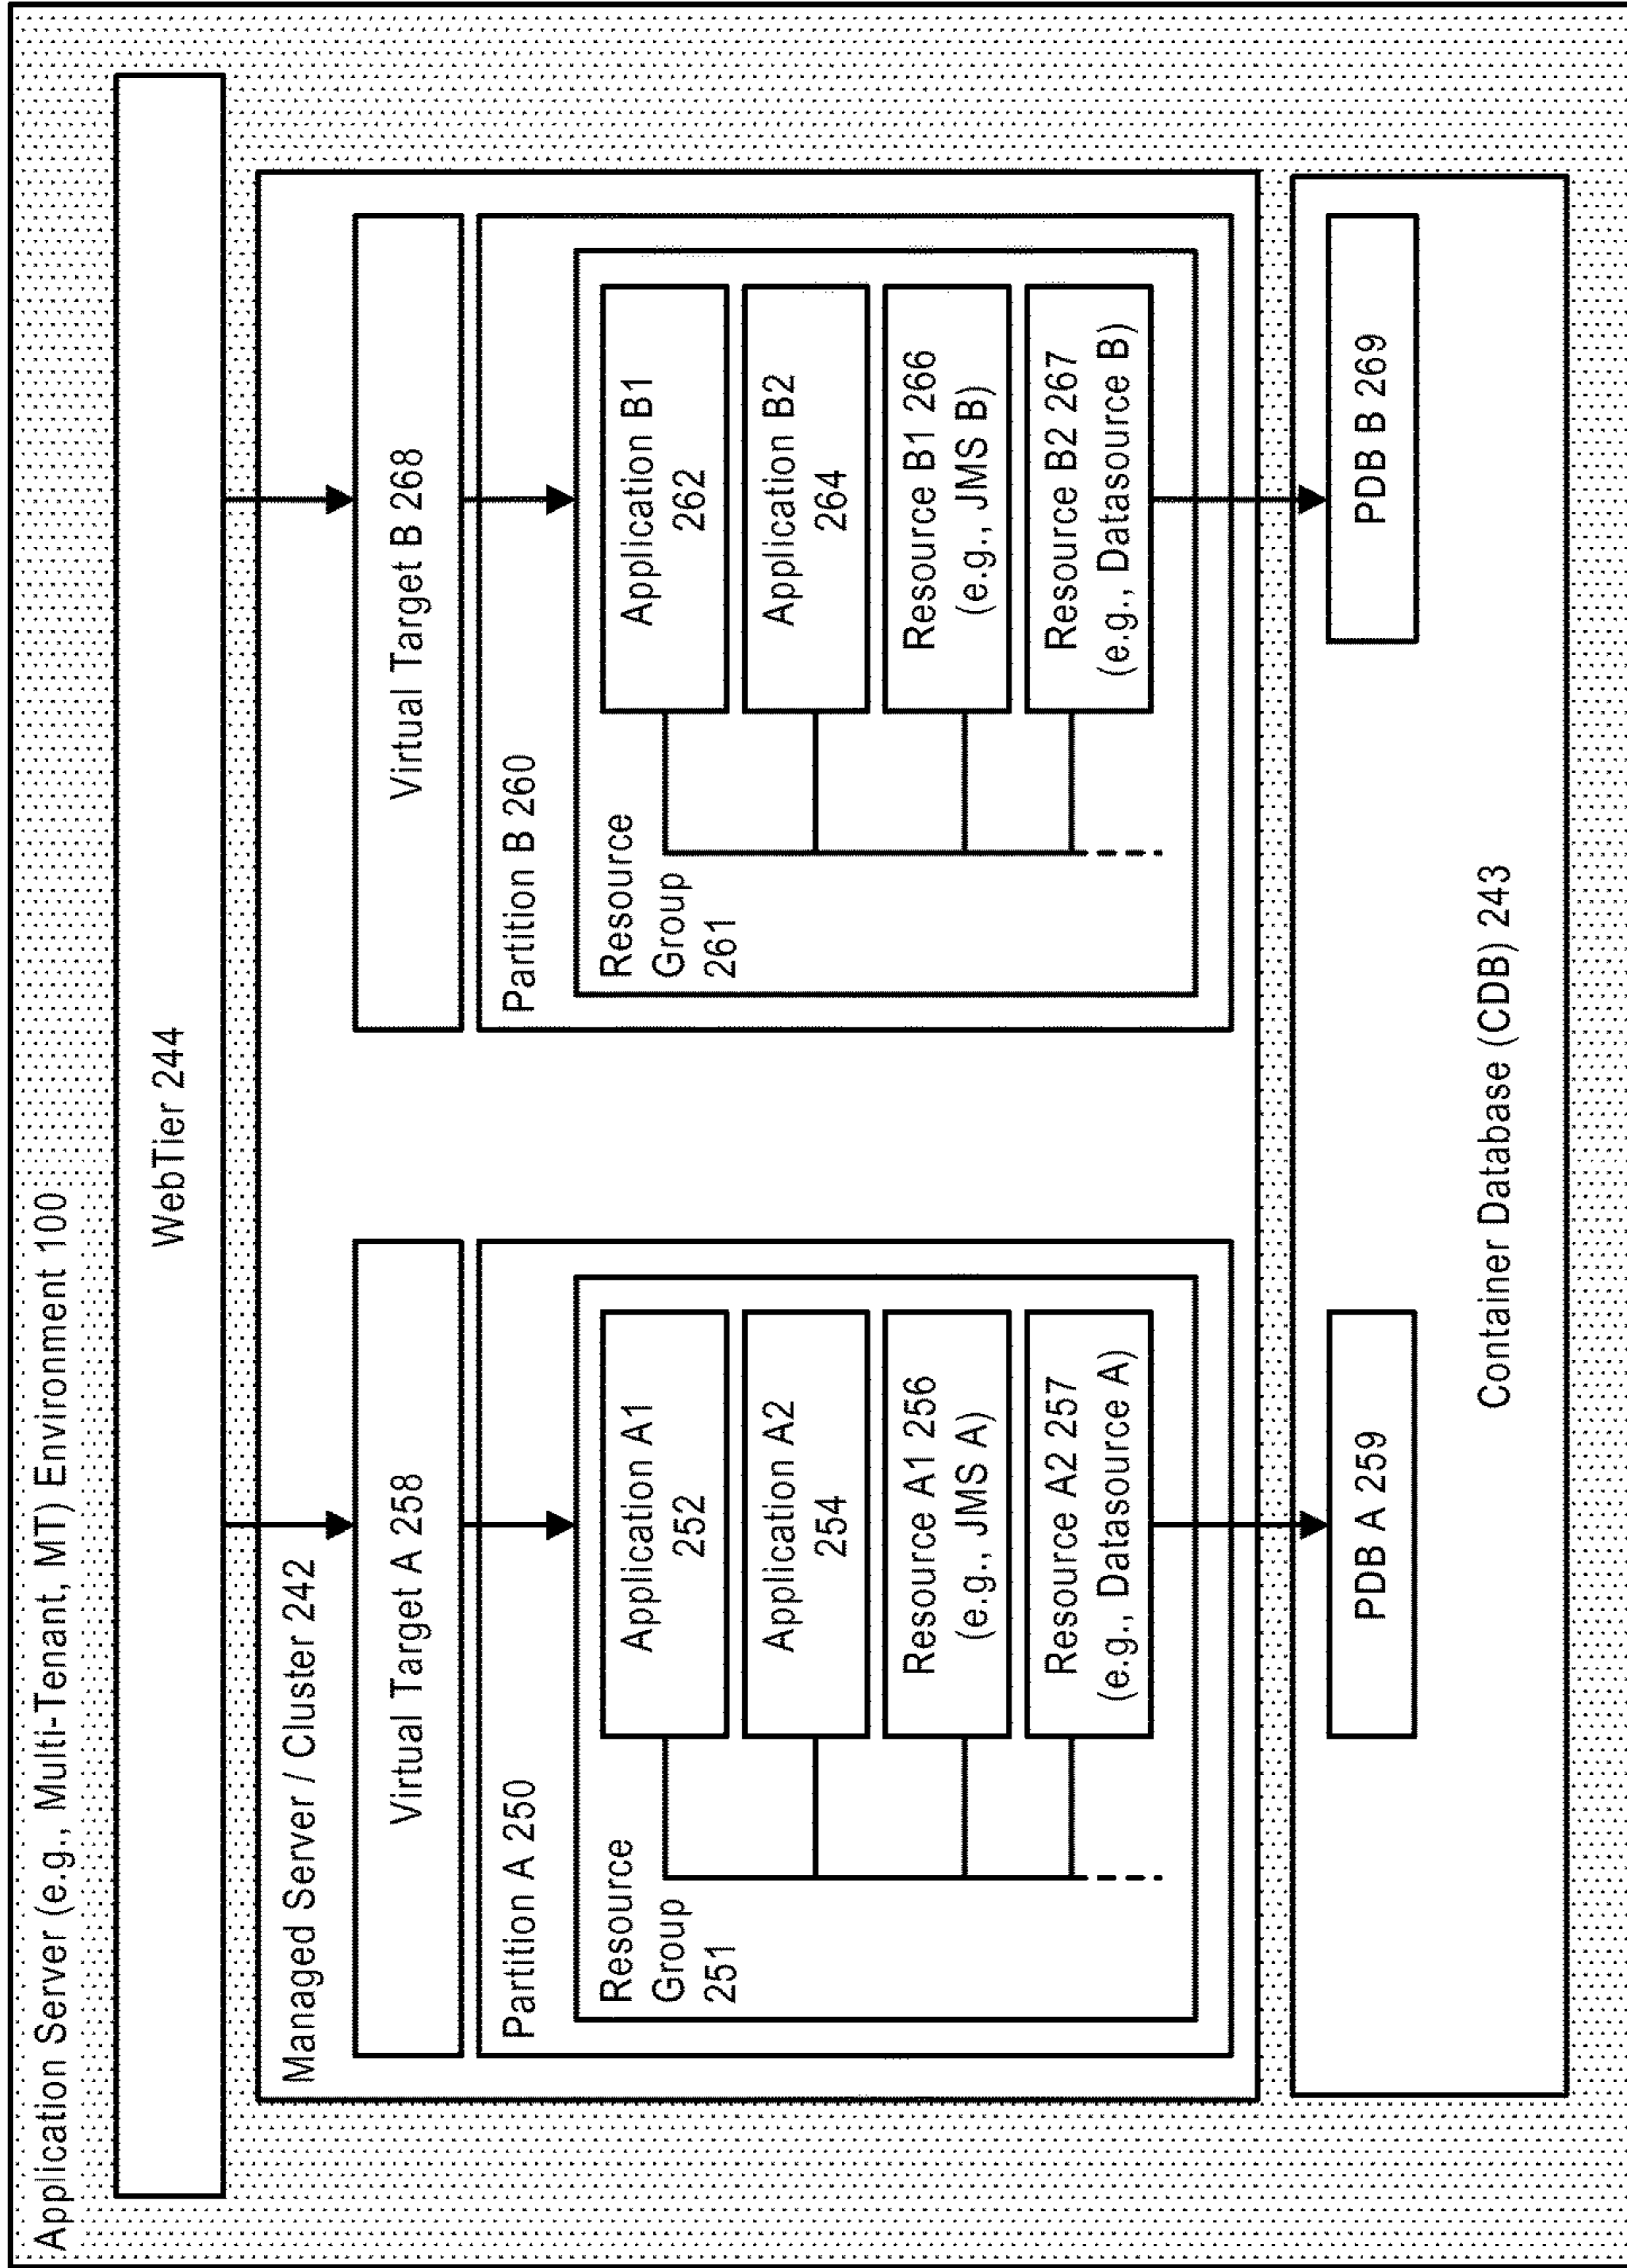 Application Server (e.g., Multi-Tenant, MT) Environment 100
WebTier 244
Managed Server / Cluster 242
Virtual Target A 258
Partition A 250
Resource
Group
251
Application A1
252
Application A2
254
Resource A1 256
(e.g., JMS A)
Resource A2 257
(e.g., Datasource A)
Virtual Target B 268
Partition B 260
Resource
Group
261
Application B1
262
Application B2
264
Resource B1 266
(e.g., JMS B)
Resource B2 267
(e.g., Datasource B)
PDB A 259
PDB B 269
Container Database (CDB) 243